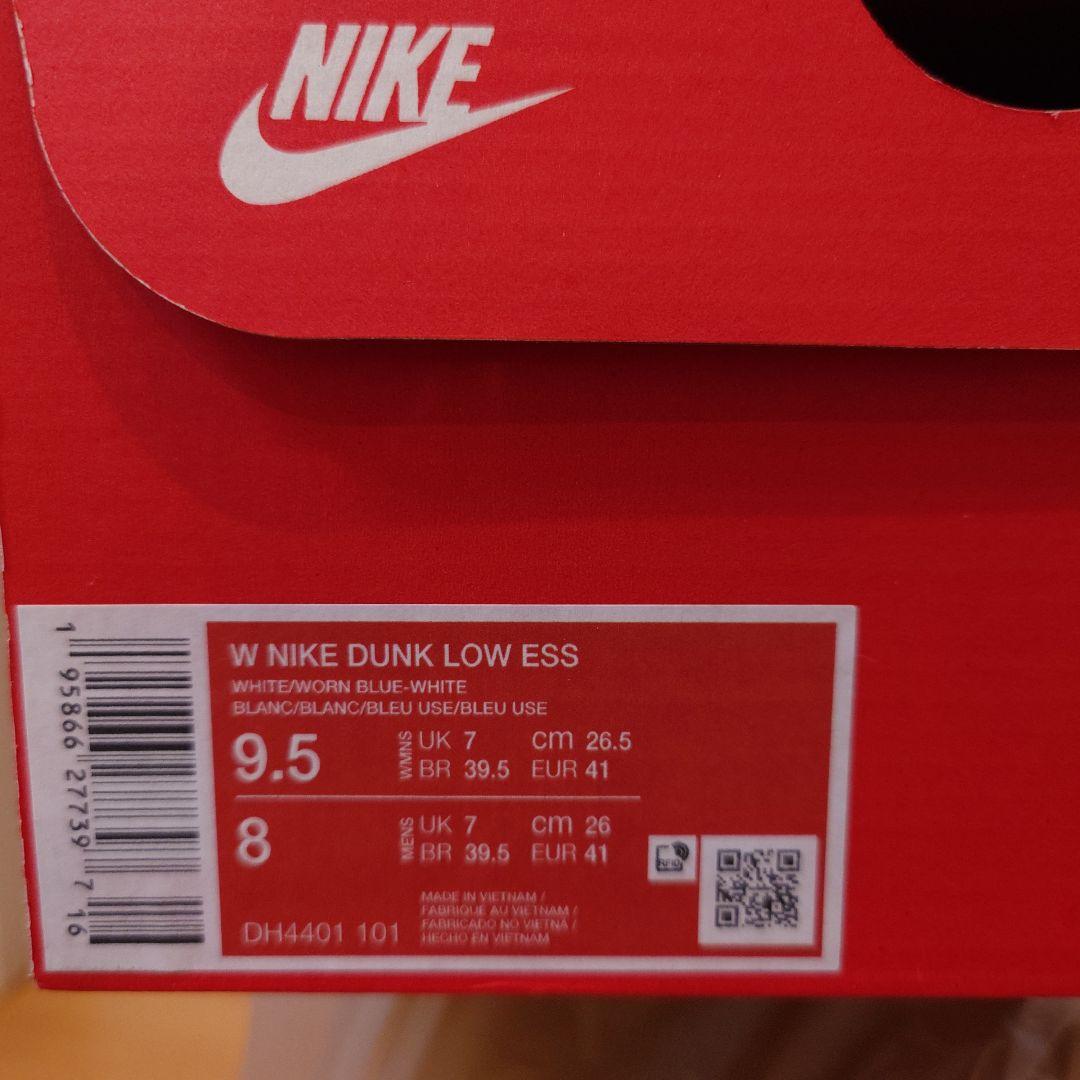 NIKE
W NIKE DUNK LOW ESS
WHITE/WORN BLUE-WHITE
BLANC/BLANC/BLEU USE/BLEU USE
9.5 WMNS UK 7 cm 26.5
BR 39.5 EUR 41
8 MENS UK 7 cm 26
BR 39.5 EUR 41
MADE IN VIETNAM /
FABRIQUE AU VIETNAM /
FABRICADO NO VIETNA /
HECHO EN VIETNAM
DH4401 101
RFID
1 95866 27739 7 16